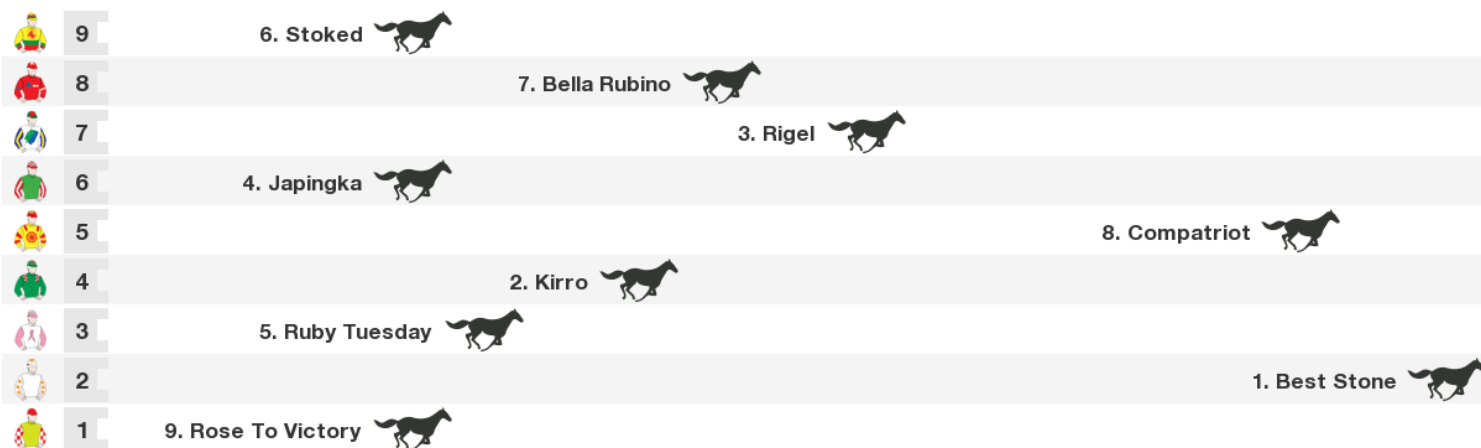 9 6. Stoked
8 7. Bella Rubino
7 3. Rigel
6 4. Japingka
5 8. Compatriot
4 2. Kirro
3 5. Ruby Tuesday
2 1. Best Stone
1 9. Rose To Victory